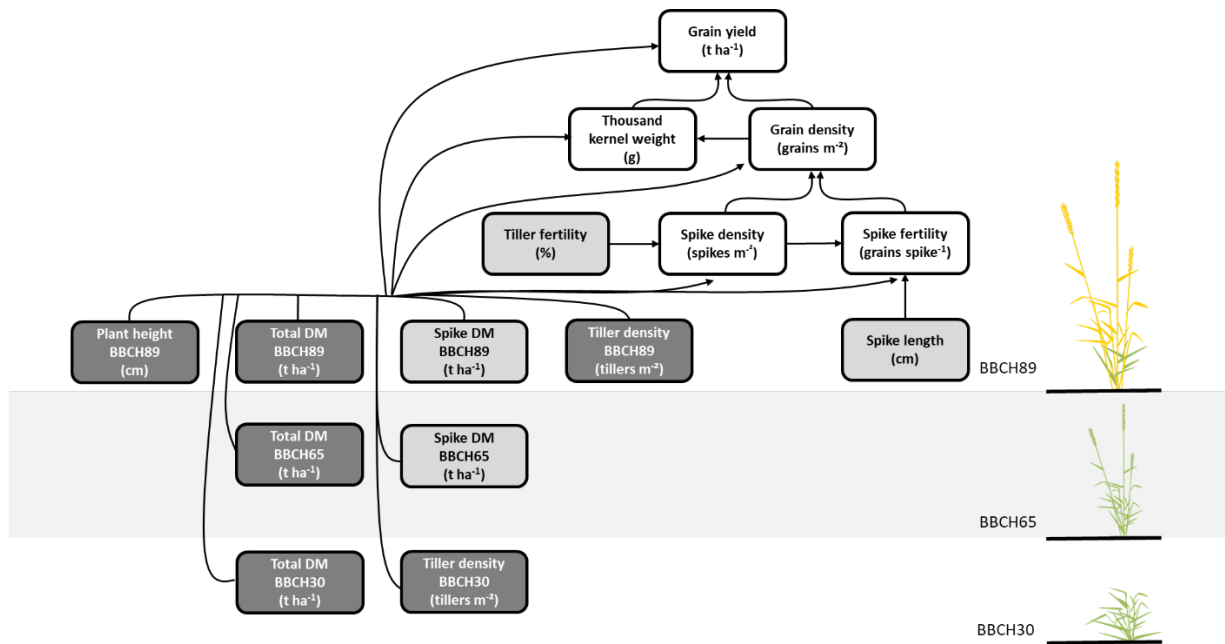 Grain yield
(t ha⁻¹)
Thousand
kernel weight
(g)
Grain density
(grains m⁻²)
Tiller fertility
(%)
Spike density
(spikes m⁻²)
Spike fertility
(grains spike⁻¹)
Plant height
BBCH89
(cm)
Total DM
BBCH89
(t ha⁻¹)
Spike DM
BBCH89
(t ha⁻¹)
Tiller density
BBCH89
(tillers m⁻²)
Spike length
(cm)
BBCH89
Total DM
BBCH65
(t ha⁻¹)
Spike DM
BBCH65
(t ha⁻¹)
BBCH65
Total DM
BBCH30
(t ha⁻¹)
Tiller density
BBCH30
(tillers m⁻²)
BBCH30